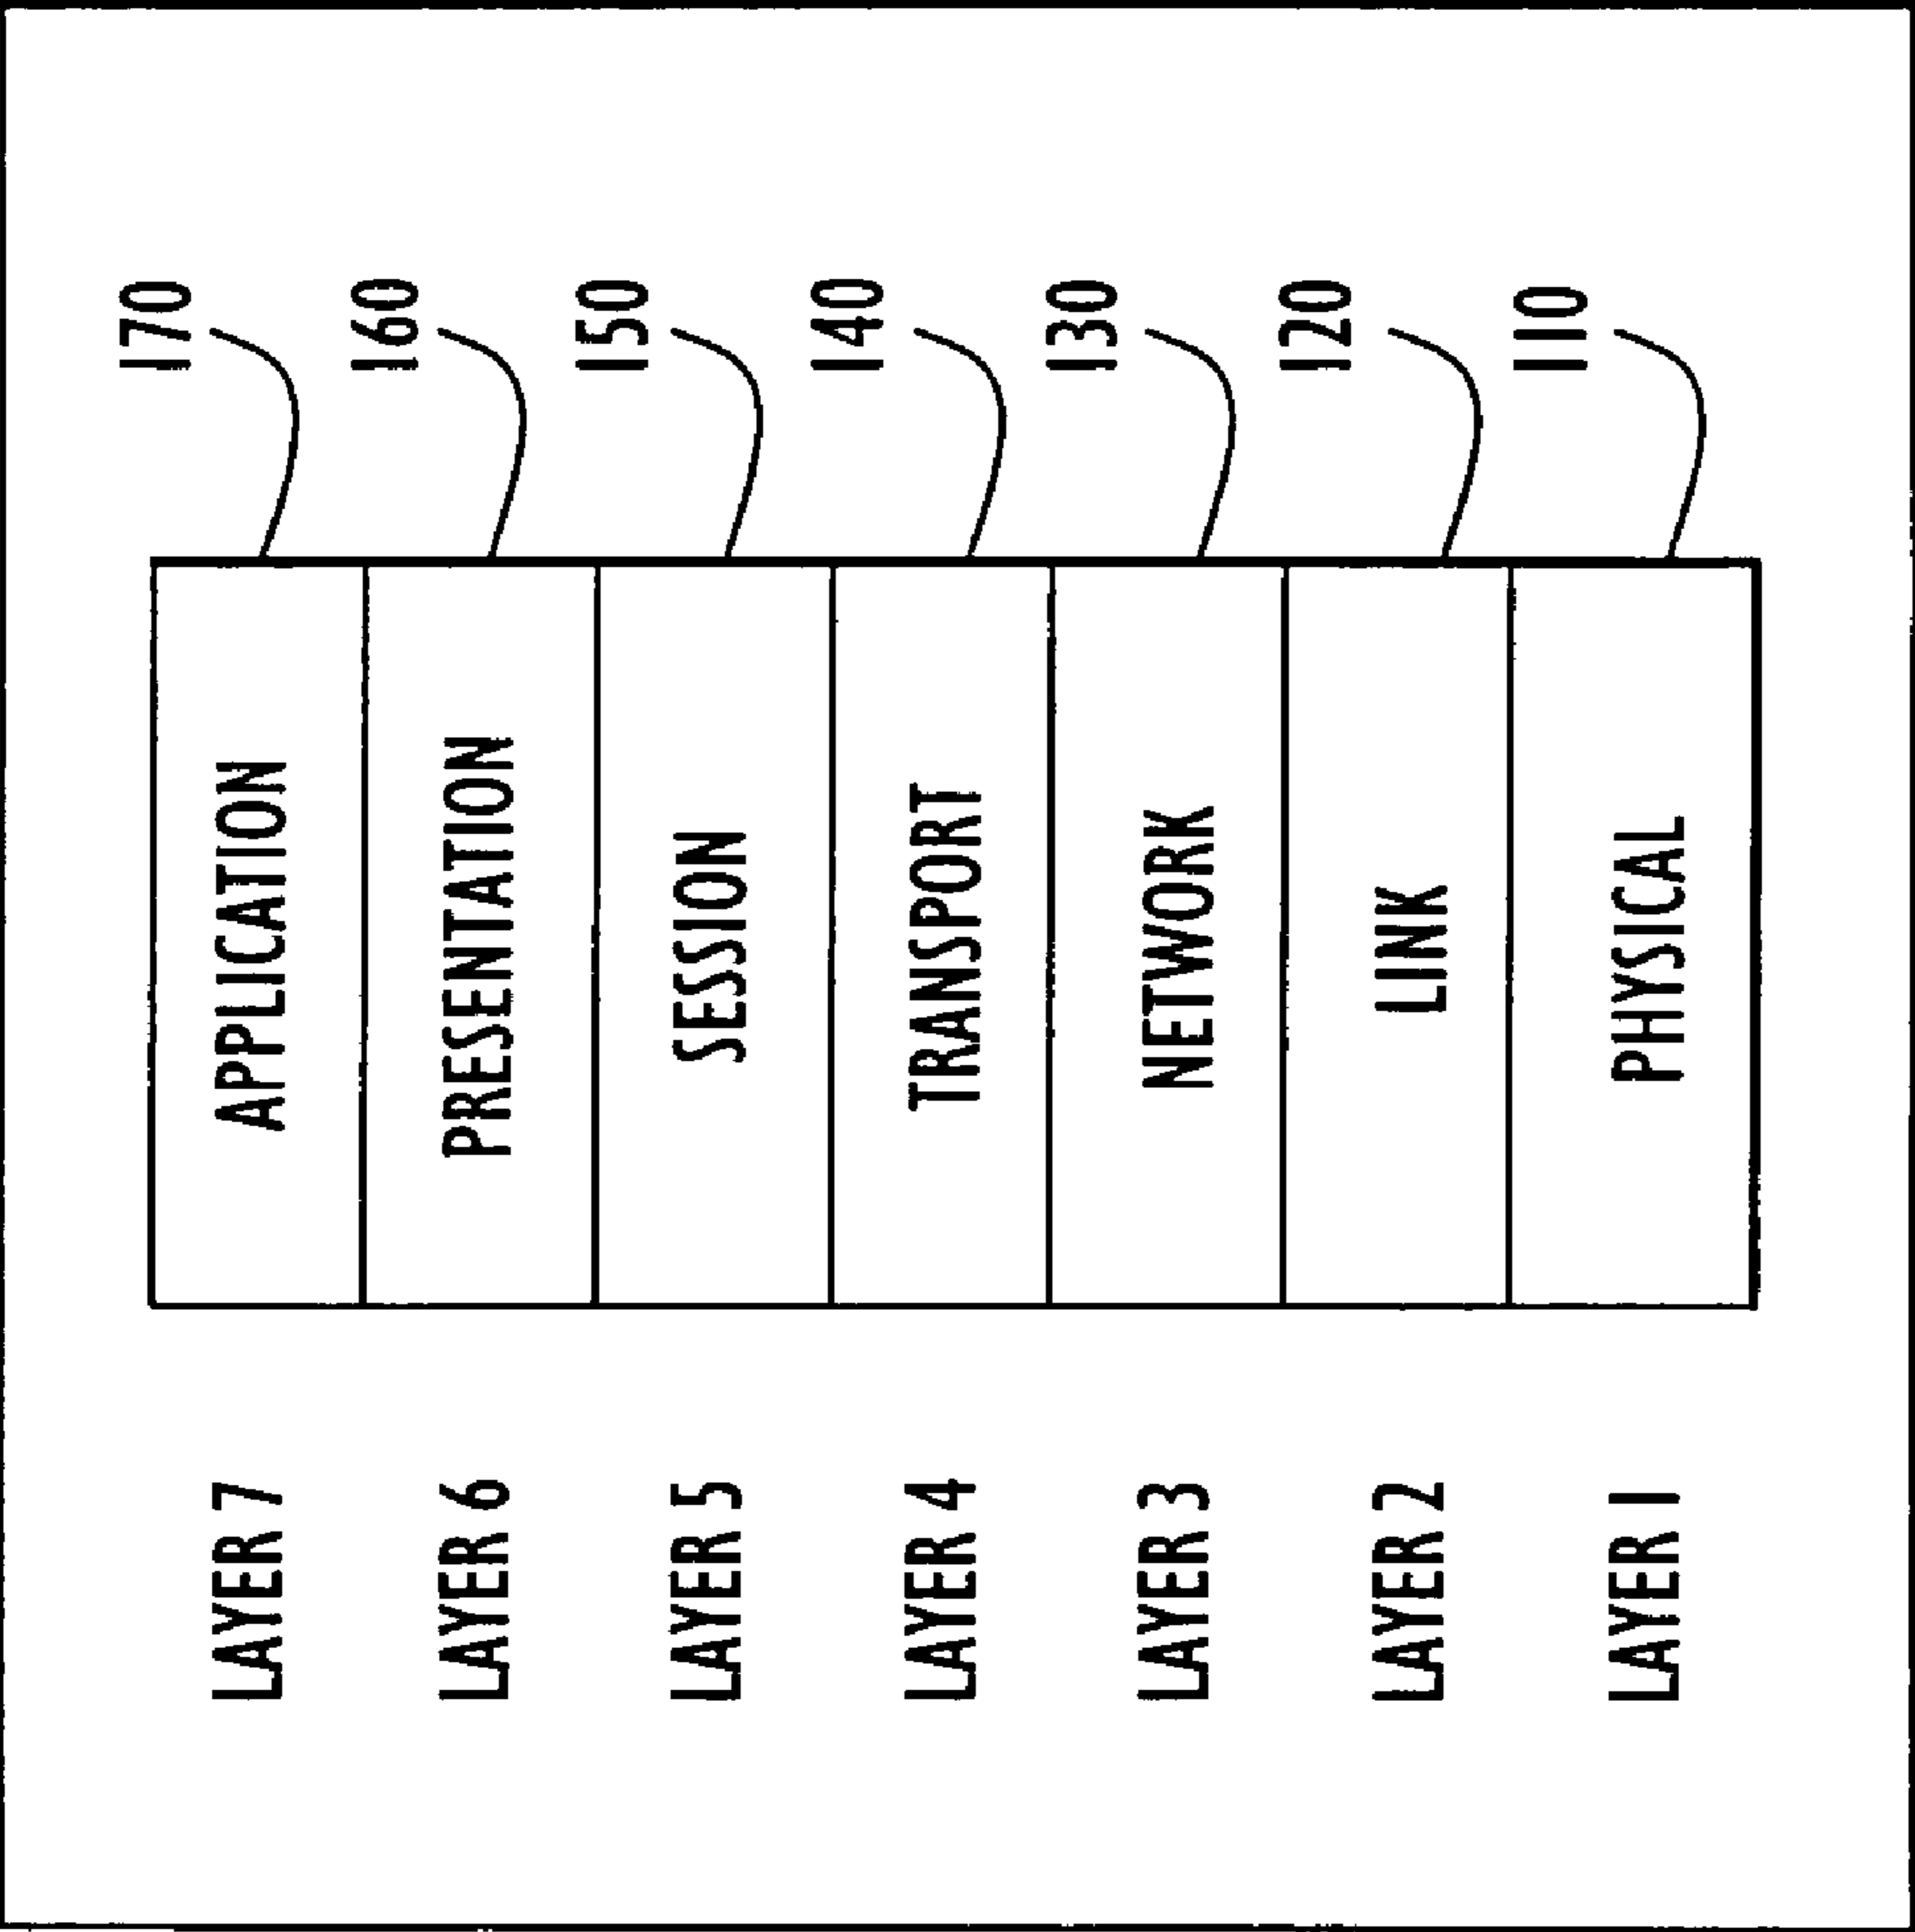 LAYER 7 APPLICATION 170
LAYER 6 PRESENTATION 160
LAYER 5 SESSION 150
LAYER 4 TRANSPORT 140
LAYER 3 NETWORK 130
LAYER 2 LINK 120
LAYER 1 PHYSICAL 110